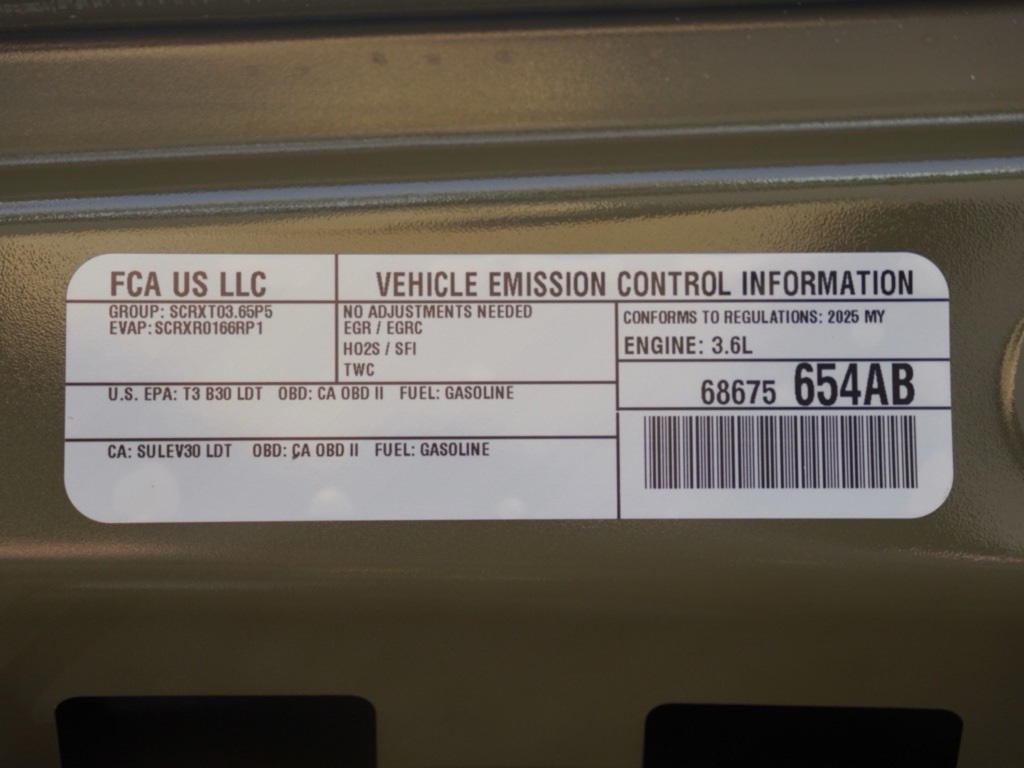 FCA US LLC
VEHICLE EMISSION CONTROL INFORMATION
GROUP: SCRXT03.65P5
EVAP: SCRXR0166RP1
NO ADJUSTMENTS NEEDED
EGR / EGRC
HO2S / SFI
TWC
CONFORMS TO REGULATIONS: 2025 MY
ENGINE: 3.6L
68675 654AB
U.S. EPA: T3 B30 LDT OBD: CA OBD II FUEL: GASOLINE
CA: SULEV30 LDT OBD: CA OBD II FUEL: GASOLINE